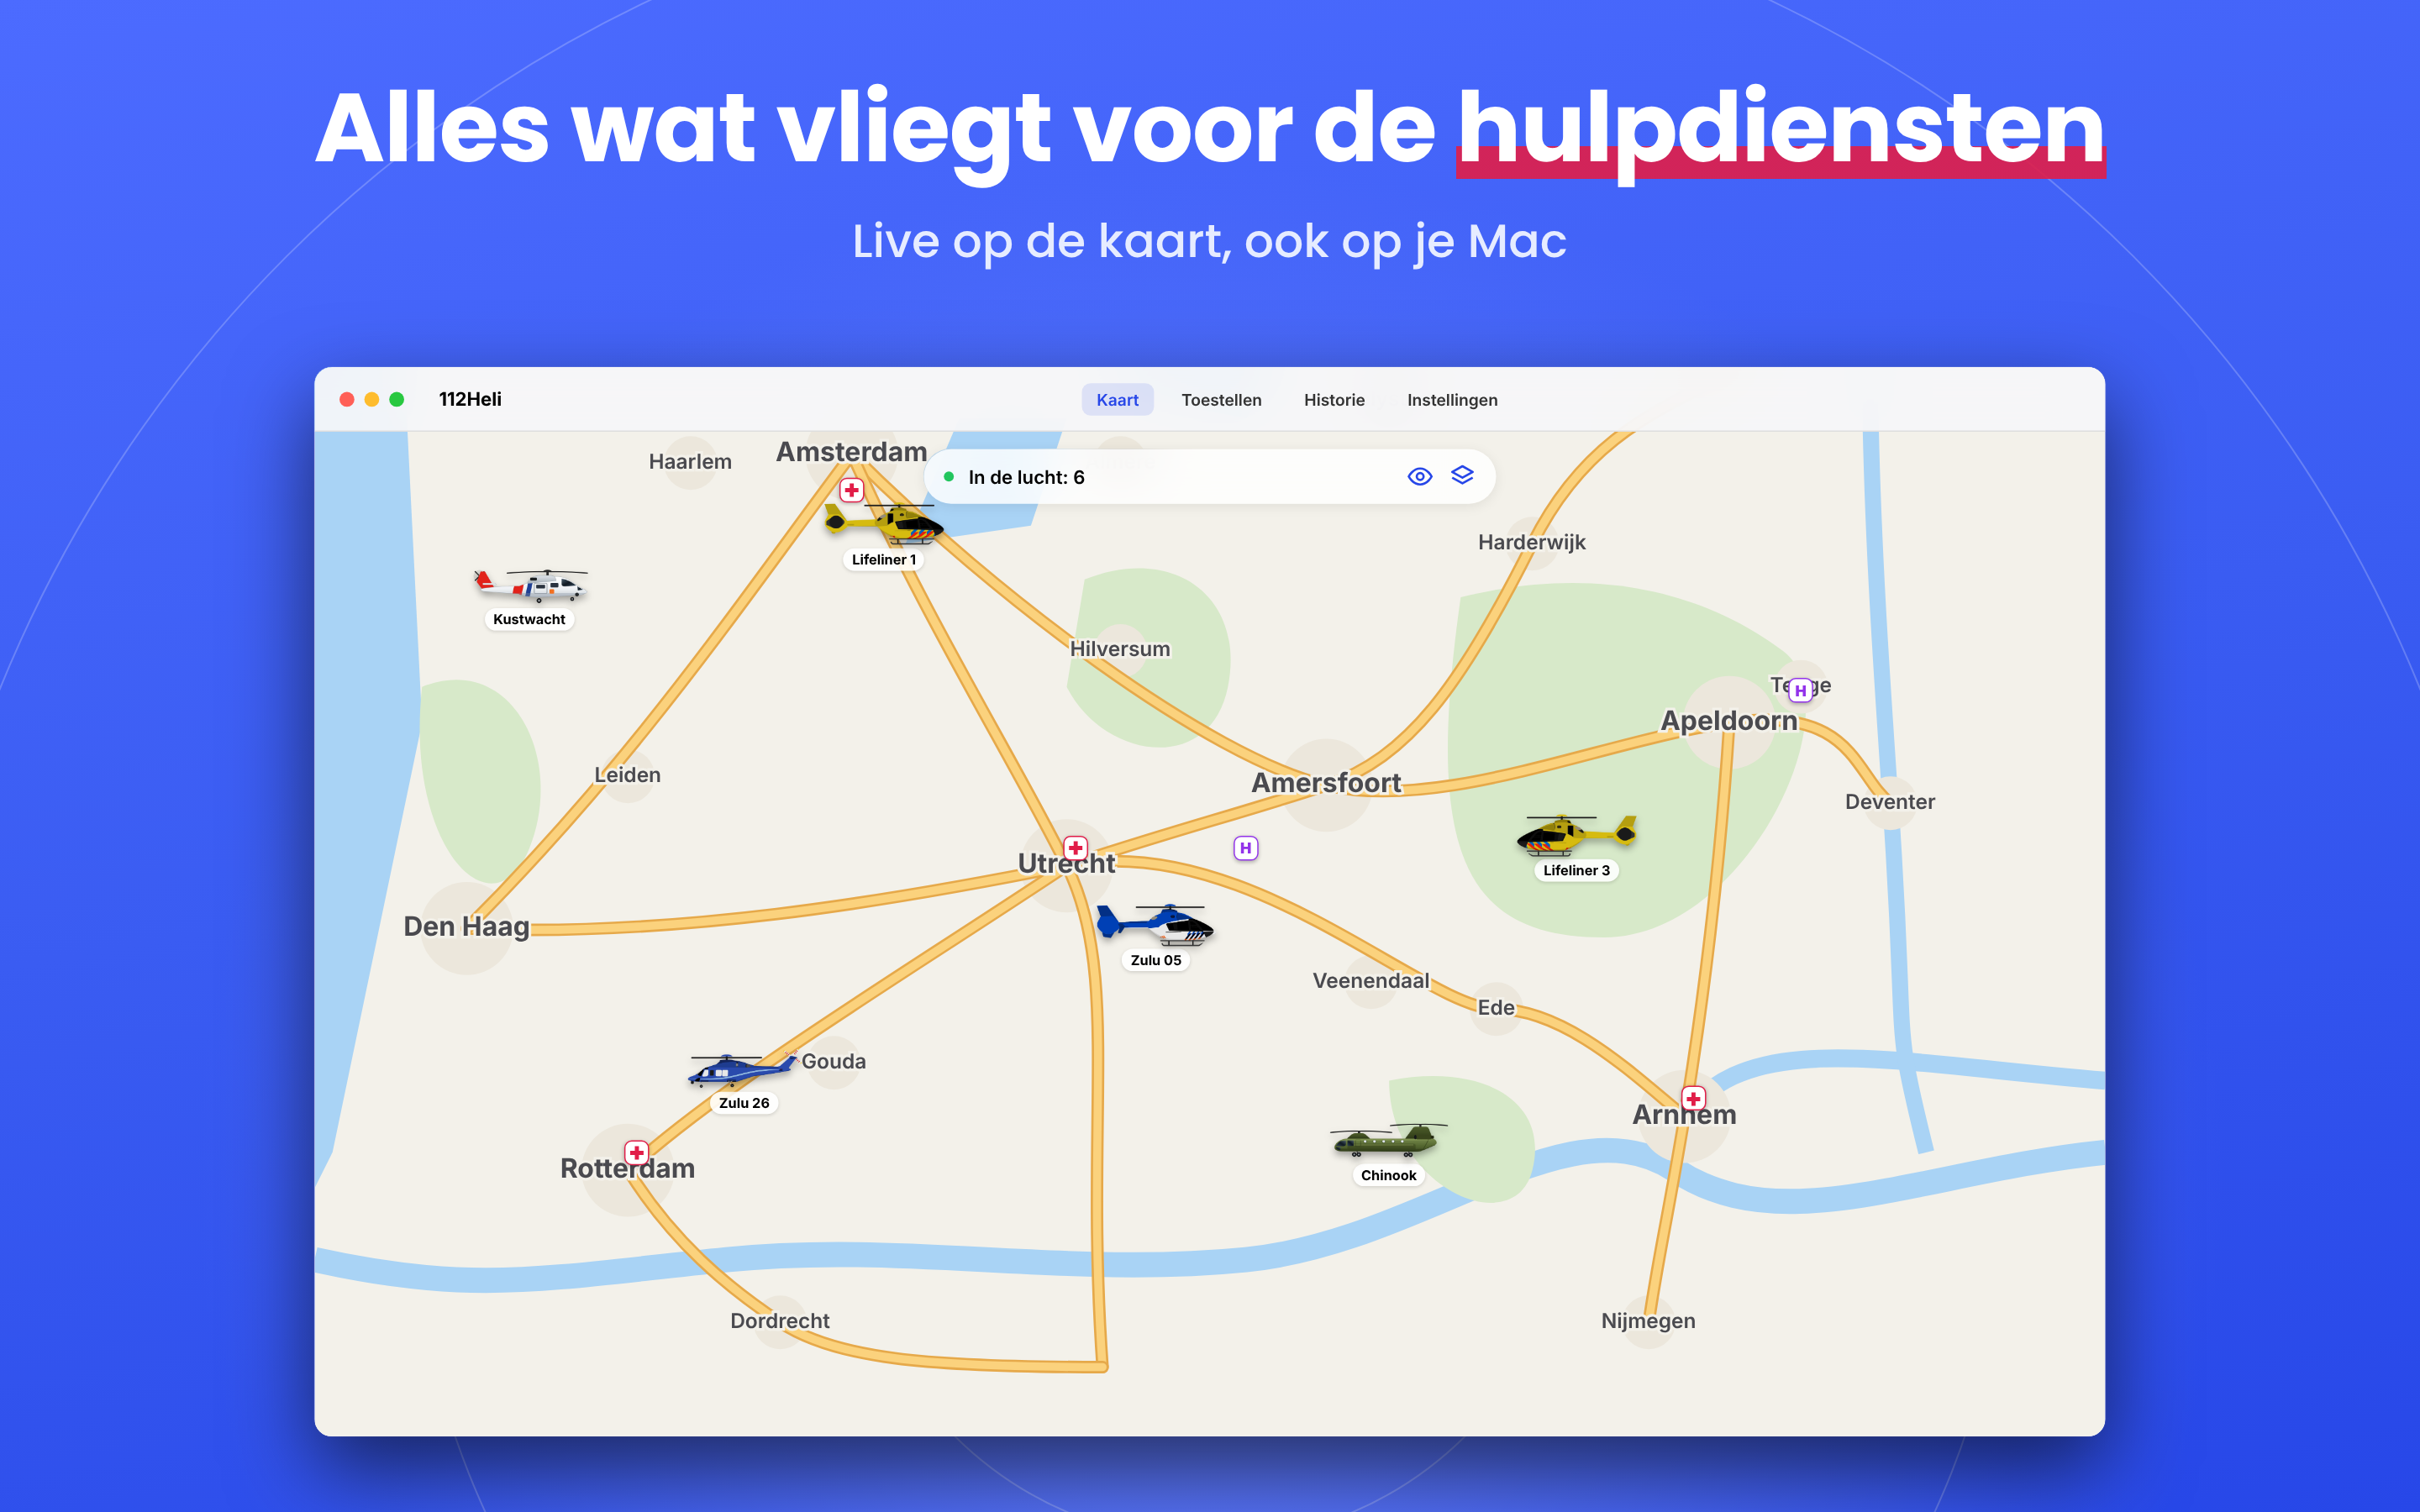 Alles wat vliegt voor de hulpdiensten
Live op de kaart, ook op je Mac
112Heli
Kaart
Toestellen
Historie
Instellingen
Haarlem
Amsterdam
In de lucht: 6
Harderwijk
Lifeliner 1
Kustwacht
Hilversum
H
Apeldoorn
Leiden
Amersfoort
Deventer
Utrecht
H
Lifeliner 3
Den Haag
Zulu 05
Veenendaal
Ede
Gouda
Zulu 26
Arnhem
Rotterdam
Chinook
Dordrecht
Nijmegen